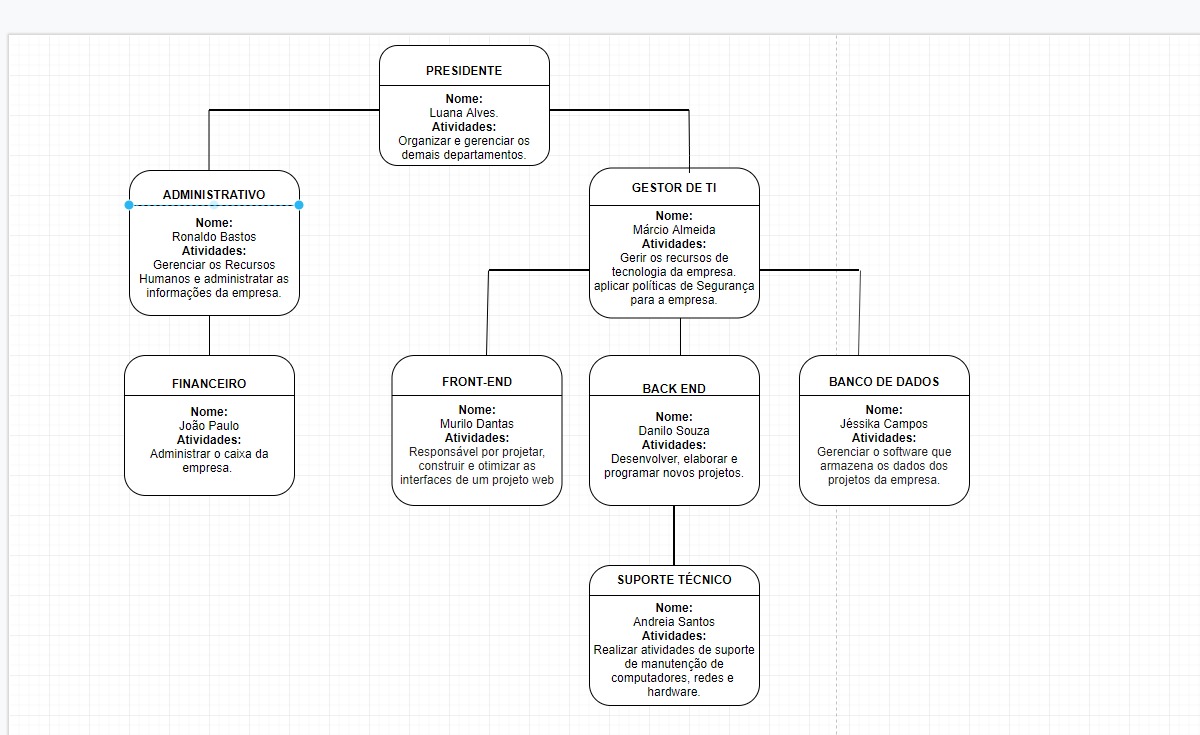 PRESIDENTE
Nome:
Luana Alves.
Atividades:
Organizar e gerenciar os
demais departamentos.
ADMINISTRATIVO
Nome:
Ronaldo Bastos
Atividades:
Gerenciar os Recursos
Humanos e administratar as
informações da empresa.
GESTOR DE TI
Nome:
Márcio Almeida
Atividades:
Gerir os recursos de
tecnologia da empresa.
aplicar políticas de Segurança
para a empresa.
FINANCEIRO
Nome:
João Paulo
Atividades:
Administrar o caixa da
empresa.
FRONT-END
Nome:
Murilo Dantas
Atividades:
Responsável por projetar,
construir e otimizar as
interfaces de um projeto web
BACK END
Nome:
Danilo Souza
Atividades:
Desenvolver, elaborar e
programar novos projetos.
BANCO DE DADOS
Nome:
Jéssika Campos
Atividades:
Gerenciar o software que
armazena os dados dos
projetos da empresa.
SUPORTE TÉCNICO
Nome:
Andreia Santos
Atividades:
Realizar atividades de suporte
de manutenção de
computadores, redes e
hardware.